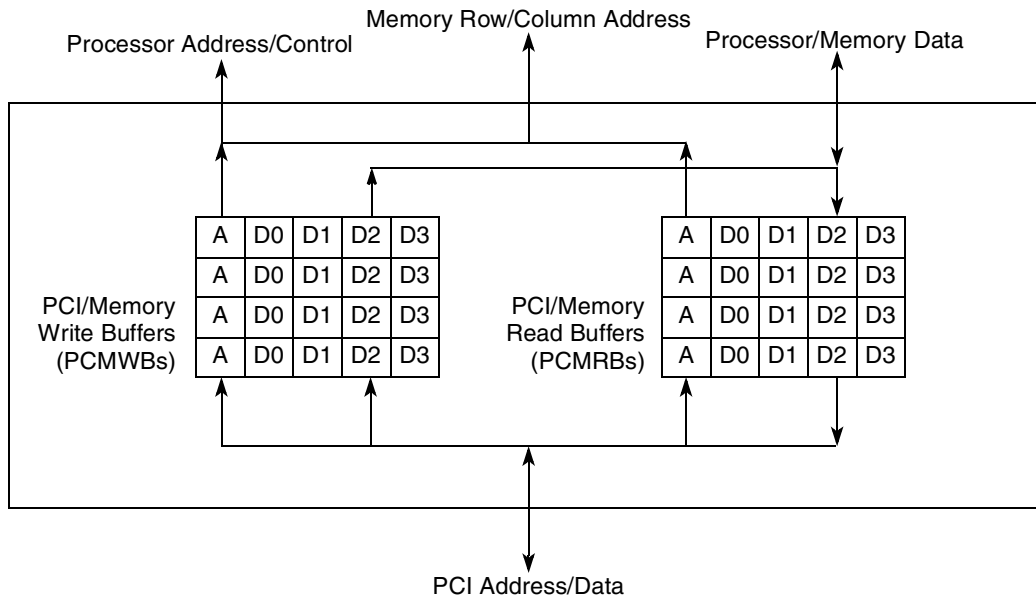 Memory Row/Column Address
Processor Address/Control
Processor/Memory Data
A D0 D1 D2 D3
A D0 D1 D2 D3
A D0 D1 D2 D3
A D0 D1 D2 D3
PCI/Memory
Write Buffers
(PCMWBs)
A D0 D1 D2 D3
A D0 D1 D2 D3
A D0 D1 D2 D3
A D0 D1 D2 D3
PCI/Memory
Read Buffers
(PCMRBs)
PCI Address/Data